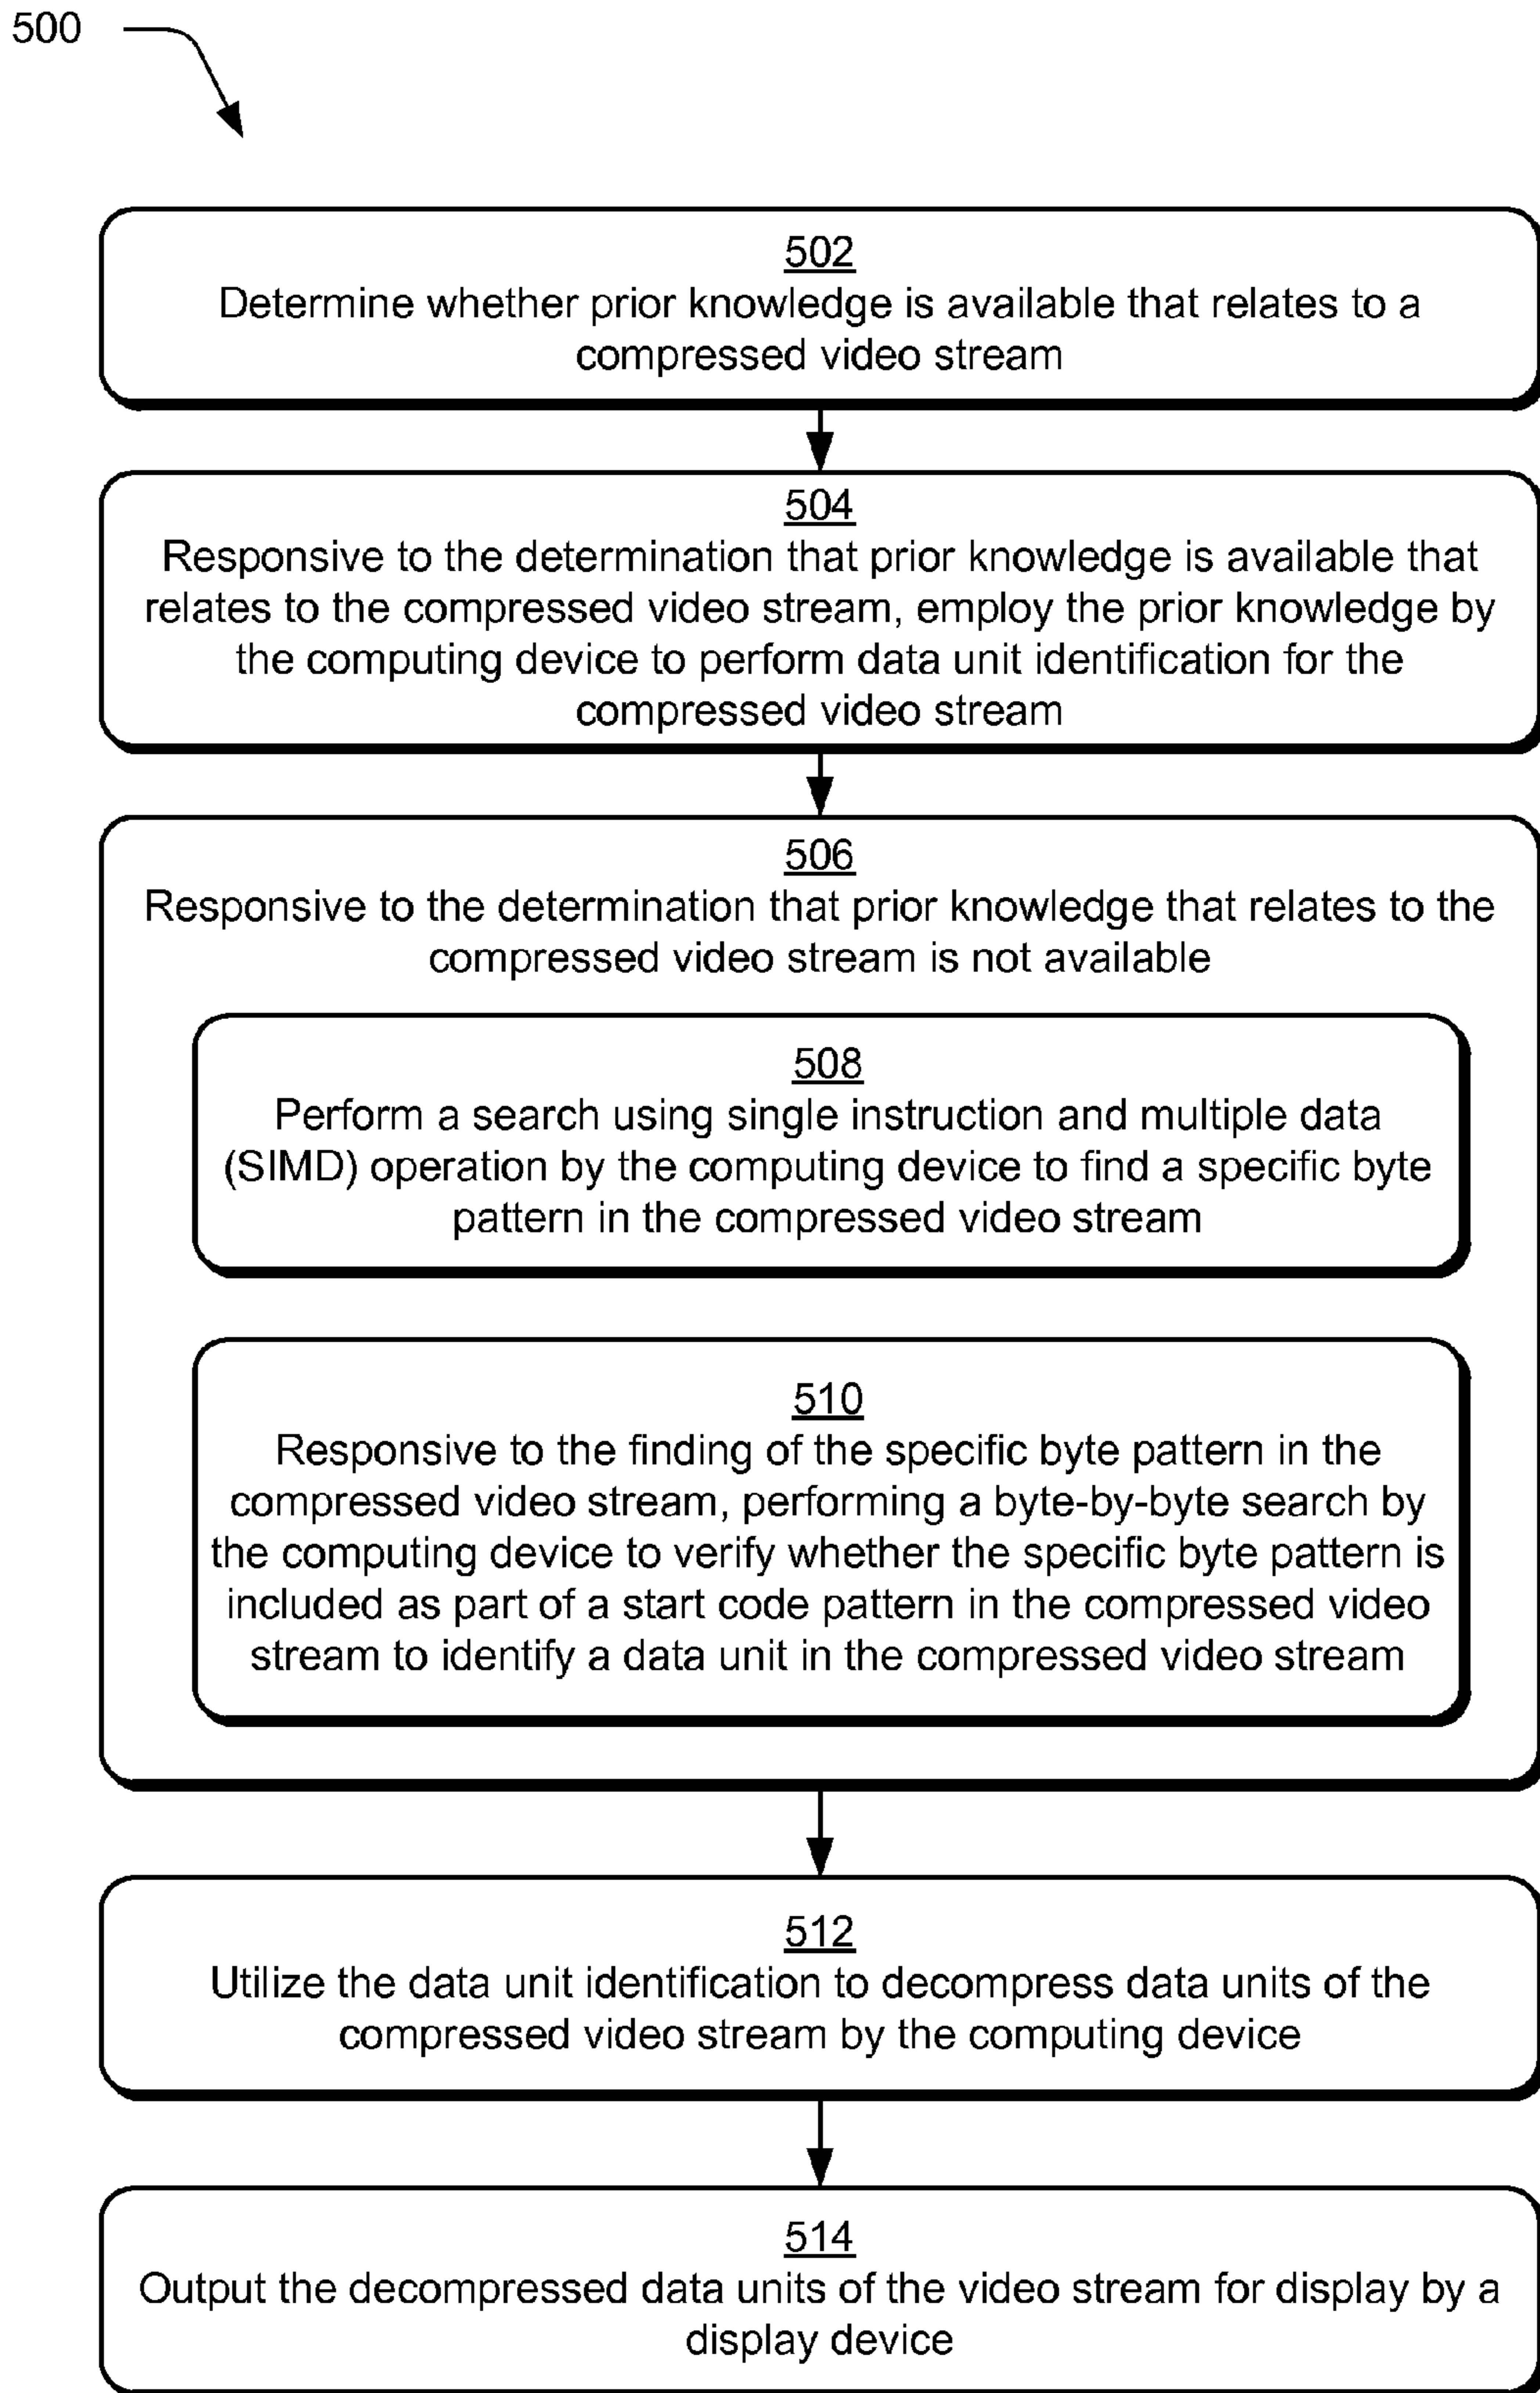 500
502
Determine whether prior knowledge is available that relates to a
compressed video stream
504
Responsive to the determination that prior knowledge is available that
relates to the compressed video stream, employ the prior knowledge by
the computing device to perform data unit identification for the
compressed video stream
506
Responsive to the determination that prior knowledge that relates to the
compressed video stream is not available
508
Perform a search using single instruction and multiple data
(SIMD) operation by the computing device to find a specific byte
pattern in the compressed video stream
510
Responsive to the finding of the specific byte pattern in the
compressed video stream, performing a byte-by-byte search by
the computing device to verify whether the specific byte pattern is
included as part of a start code pattern in the compressed video
stream to identify a data unit in the compressed video stream
512
Utilize the data unit identification to decompress data units of the
compressed video stream by the computing device
514
Output the decompressed data units of the video stream for display by a
display device